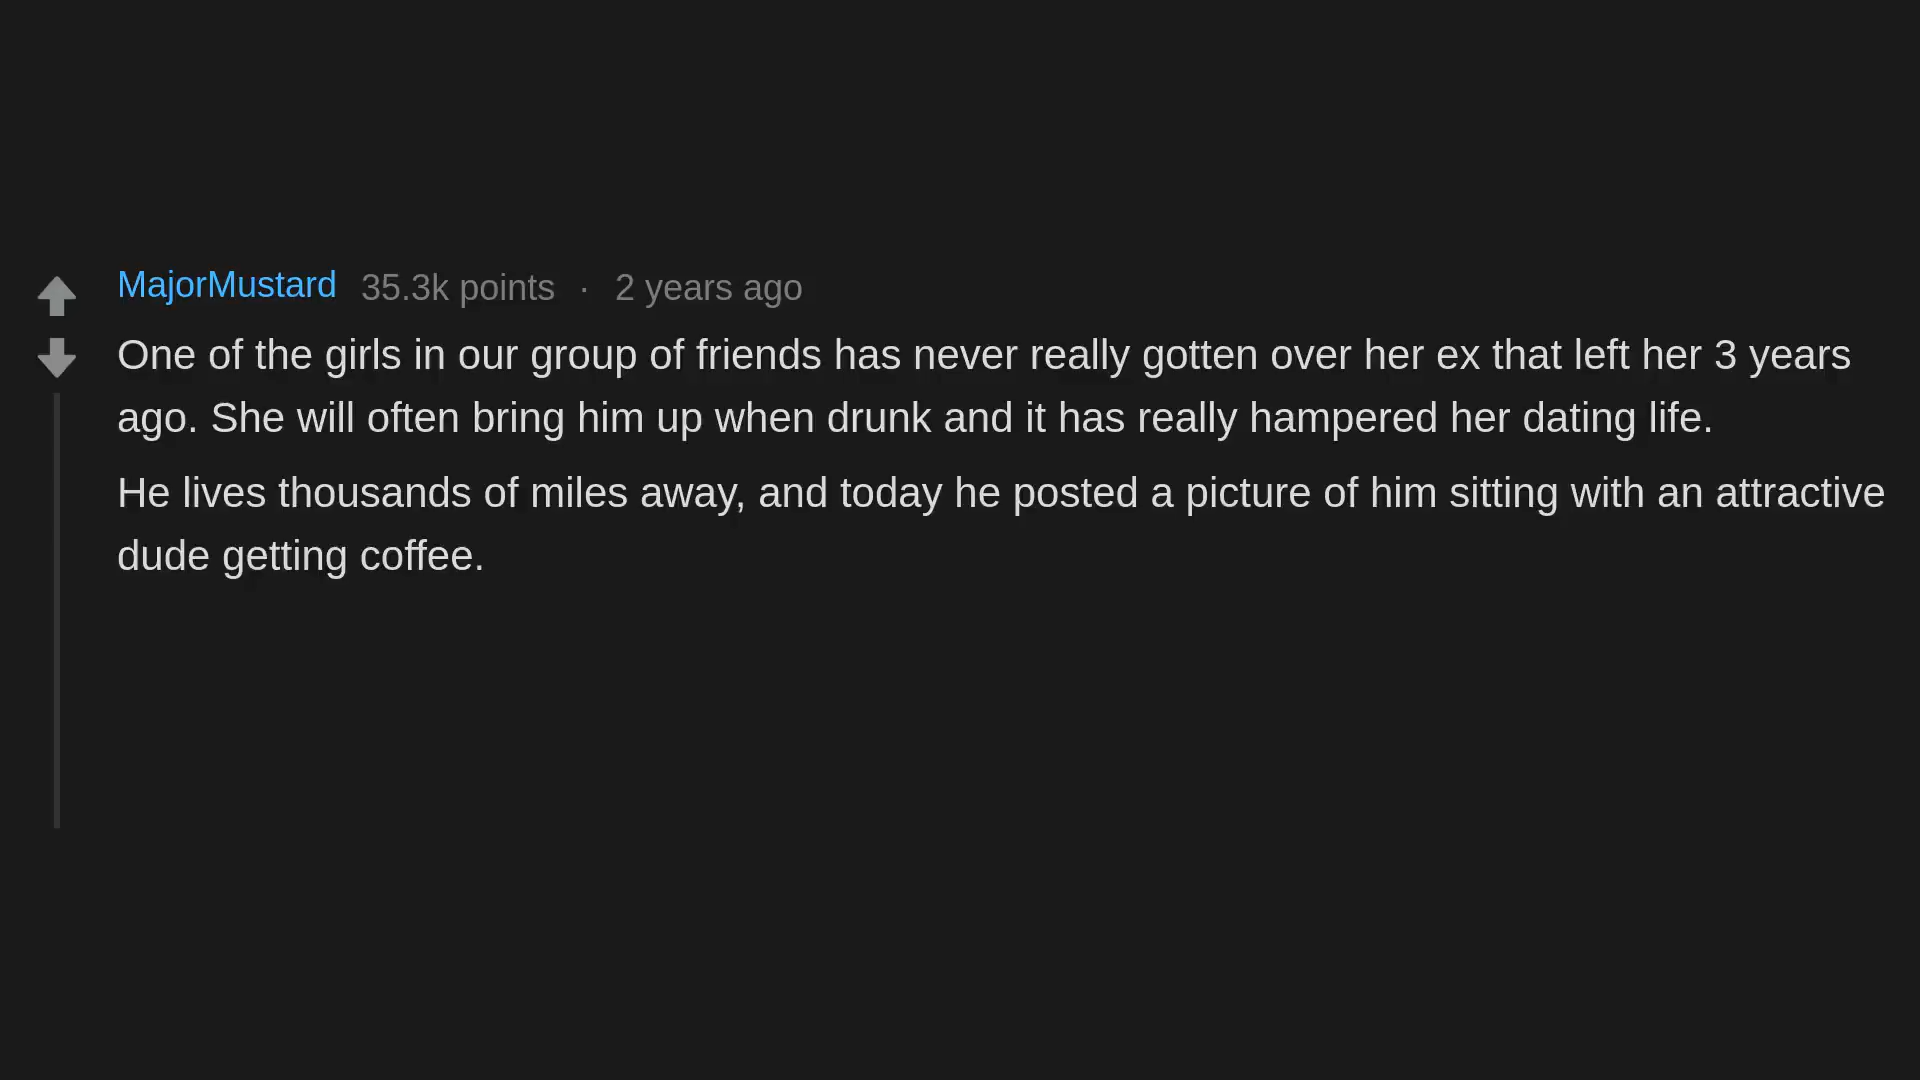 MajorMustard 35.3k points · 2 years ago
One of the girls in our group of friends has never really gotten over her ex that left her 3 years
ago. She will often bring him up when drunk and it has really hampered her dating life.
He lives thousands of miles away, and today he posted a picture of him sitting with an attractive
dude getting coffee.